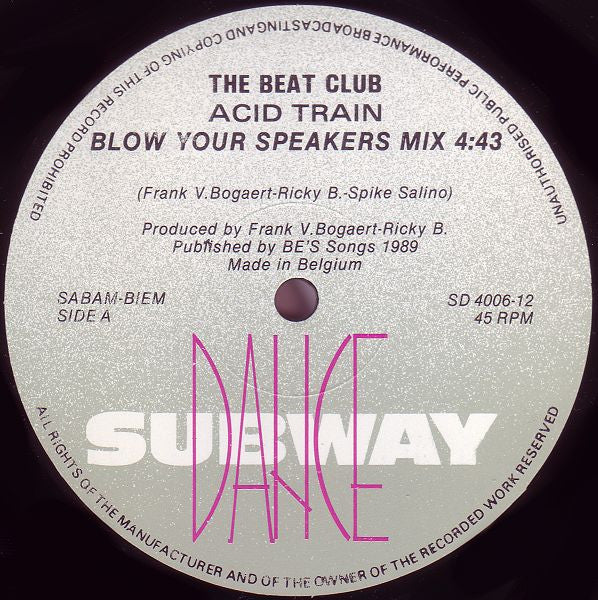 UNAUTHORISED PUBLIC PERFORMANCE BROADCASTING AND COPYING OF THIS RECORD PROHIBITED
THE BEAT CLUB
ACID TRAIN
BLOW YOUR SPEAKERS MIX 4:43
(Frank V.Bogaert-Ricky B.-Spike Salino)
Produced by Frank V.Bogaert-Ricky B.
Published by BE'S Songs 1989
Made in Belgium
SABAM-BIEM
SIDE A
SD 4006-12
45 RPM
DANCE
SUBWAY
ALL RIGHTS OF THE MANUFACTURER AND OF THE OWNER OF THE RECORDED WORK RESERVED